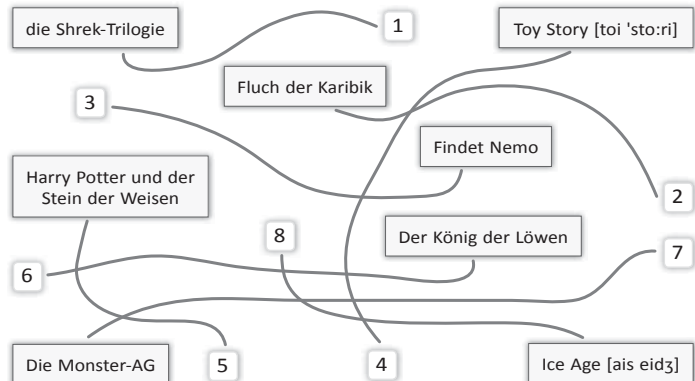 die Shrek-Trilogie
1
Toy Story [toi 'sto:ri]
Fluch der Karibik
3
Findet Nemo
Harry Potter und der
Stein der Weisen
2
8
Der König der Löwen
7
6
Die Monster-AG
5
4
Ice Age [ais eidʒ]